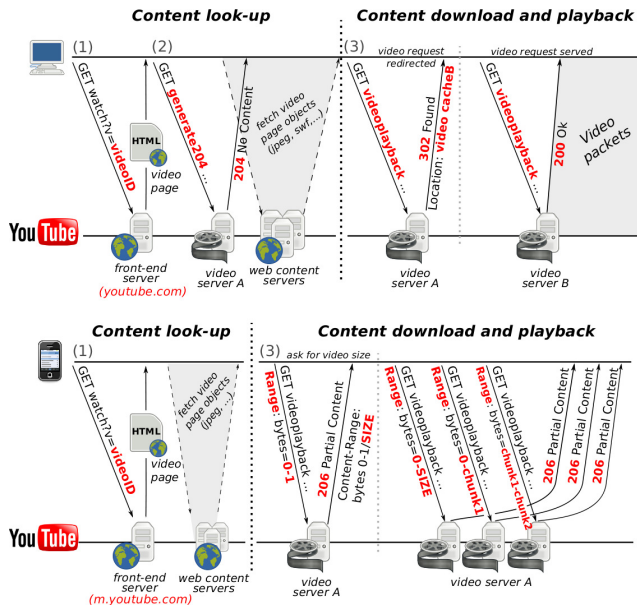 Content look-up
Content download and playback
(1)
(2)
(3)
video request
redirected
video request served
GET watch?v=videoID
HTML
video
page
GET generate204 ...
204 No Content
fetch video
page objects
(jpeg, swf,...)
GET videoplayback ...
302 Found
Location: video cacheB
GET videoplayback ...
200 Ok
Video
packets
YouTube
front-end
server
(youtube.com)
video
server A
web content
servers
video
server A
video
server B
Content look-up
Content download and playback
(1)
(3)
ask for video size
GET watch?v=videoID
HTML
video
page
fetch video
page objects
(jpeg, ...)
GET videoplayback ...
Range: bytes=0-1
206 Partial Content
Content-Range:
bytes 0-1/SIZE
GET videoplayback ...
Range: bytes=0-SIZE
GET videoplayback ...
Range: bytes=0-chunk1
GET videoplayback ...
Range: bytes=chunk1-chunk2
206 Partial Content
206 Partial Content
206 Partial Content
YouTube
front-end
server
(m.youtube.com)
web content
servers
video
server A
video server A